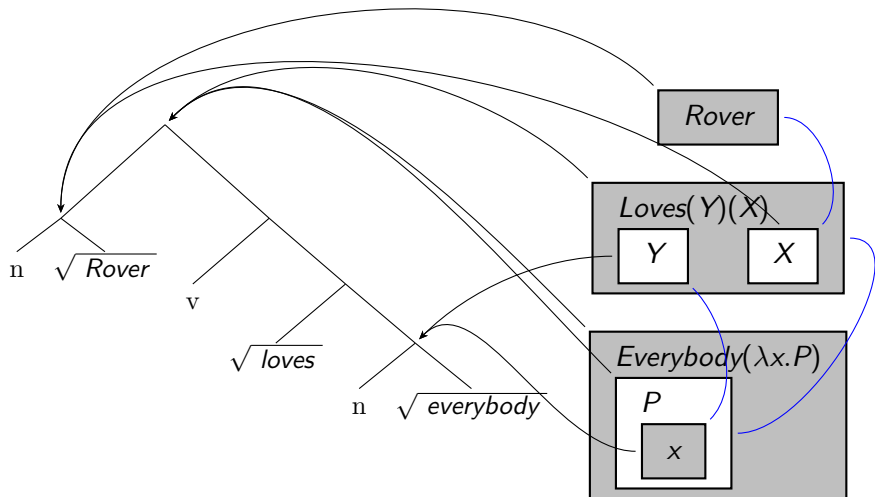 Rover
Loves(Y)(X)
Y X
n √Rover
v
√loves
Everybody(λx.P)
n √everybody
P
x